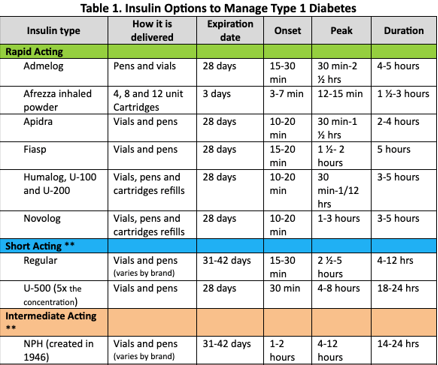 Table 1. Insulin Options to Manage Type 1 Diabetes
Insulin type How it is delivered Expiration date Onset Peak Duration
Rapid Acting
Admelog Pens and vials 28 days 15-30 min 30 min-2 ½ hrs 4-5 hours
Afrezza inhaled powder 4, 8 and 12 unit Cartridges 3 days 3-7 min 12-15 min 1 ½-3 hours
Apidra Vials and pens 28 days 10-20 min 30 min-1 ½ hrs 2-4 hours
Fiasp Vials and pens 28 days 15-20 min 1 ½- 2 hours 5 hours
Humalog, U-100 and U-200 Vials, pens and cartridges refills 28 days 10-20 min 30 min-1/12 hrs 3-5 hours
Novolog Vials, pens and cartridges refills 28 days 10-20 min 1-3 hours 3-5 hours
Short Acting **
Regular Vials and pens (varies by brand) 31-42 days 15-30 min 2 ½-5 hours 4-12 hrs
U-500 (5x the concentration) Vials and pens 28 days 30 min 4-8 hours 18-24 hrs
Intermediate Acting **
NPH (created in 1946) Vials and pens (varies by brand) 31-42 days 1-2 hours 4-12 hours 14-24 hrs